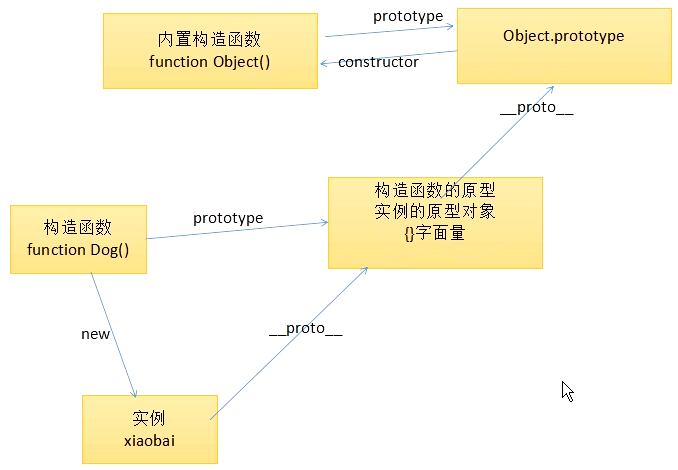 内置构造函数
function Object()
prototype
constructor
Object.prototype
__proto__
构造函数的原型
实例的原型对象
{}字面量
构造函数
function Dog()
prototype
new
__proto__
实例
xiaobai